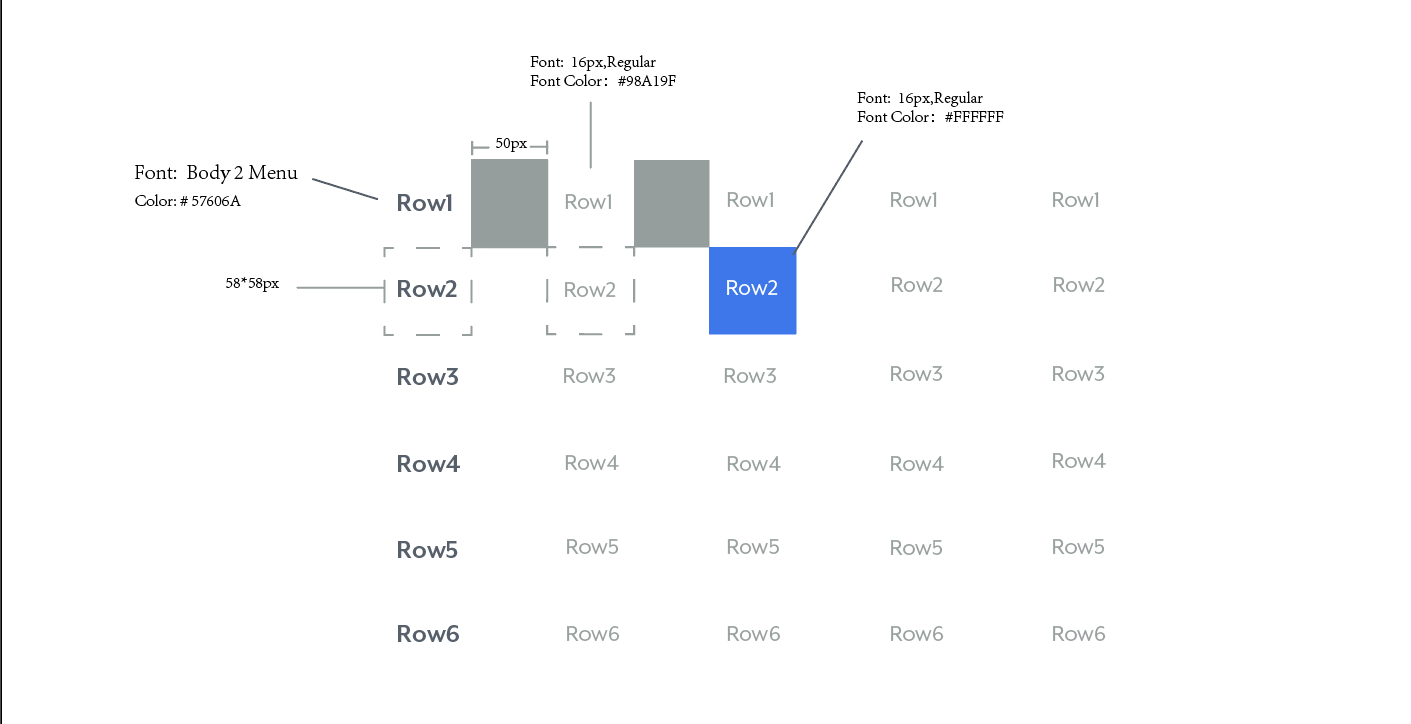 Font: 16px,Regular
Font Color: #98A19F
Font: 16px,Regular
Font Color: #FFFFFF
50px
Font: Body 2 Menu
Color: # 57606A
Row1 Row1 Row1 Row1 Row1
58*58px
Row2 Row2 Row2 Row2 Row2
Row3 Row3 Row3 Row3 Row3
Row4 Row4 Row4 Row4 Row4
Row5 Row5 Row5 Row5 Row5
Row6 Row6 Row6 Row6 Row6